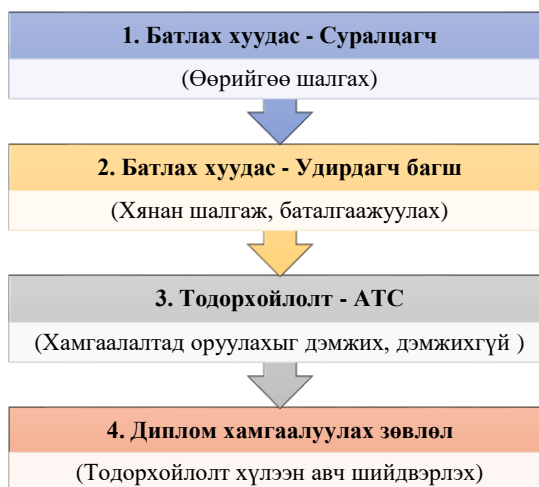 1. Батлах хуудас - Суралцагч
(Өөрийгөө шалгах)
2. Батлах хуудас - Удирдагч багш
(Хянан шалгаж, баталгаажуулах)
3. Тодорхойлолт - АТС
(Хамгаалалтад оруулахыг дэмжих, дэмжихгүй )
4. Диплом хамгаалуулах зөвлөл
(Тодорхойлолт хүлээн авч шийдвэрлэх)